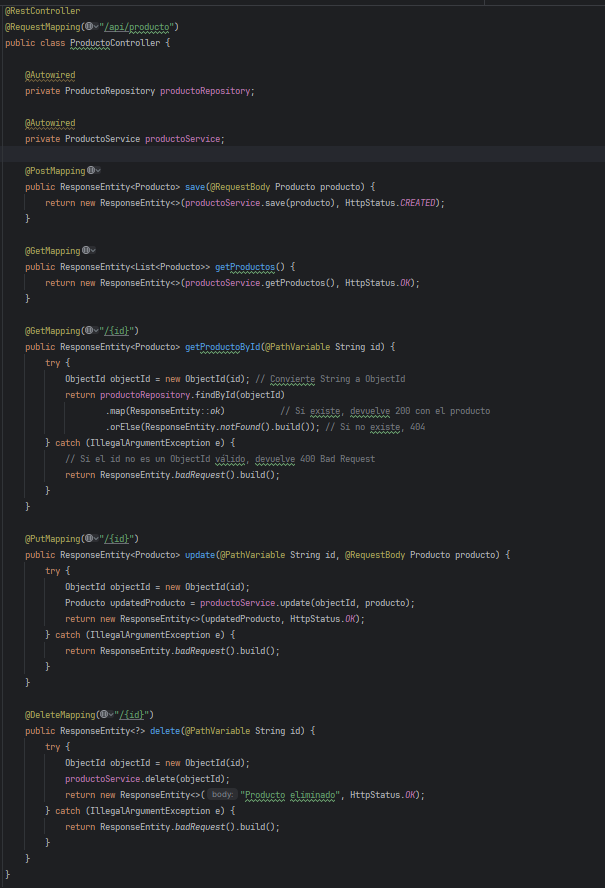 @RestController
@RequestMapping("/api/producto")
public class ProductoController {
@Autowired
private ProductoRepository productoRepository;
@Autowired
private ProductoService productoService;
@PostMapping
public ResponseEntity<Producto> save(@RequestBody Producto producto) {
return new ResponseEntity<>(productoService.save(producto), HttpStatus.CREATED);
}
@GetMapping
public ResponseEntity<List<Producto>> getProductos() {
return new ResponseEntity<>(productoService.getProductos(), HttpStatus.OK);
}
@GetMapping("/{id}")
public ResponseEntity<Producto> getProductoById(@PathVariable String id) {
try {
ObjectId objectId = new ObjectId(id); // Convierte String a ObjectId
return productoRepository.findById(objectId)
.map(ResponseEntity::ok) // Si existe, devuelve 200 con el producto
.orElse(ResponseEntity.notFound().build()); // Si no existe, 404
} catch (IllegalArgumentException e) {
// Si el id no es un ObjectId válido, devuelve 400 Bad Request
return ResponseEntity.badRequest().build();
}
}
@PutMapping("/{id}")
public ResponseEntity<Producto> update(@PathVariable String id, @RequestBody Producto producto) {
try {
ObjectId objectId = new ObjectId(id);
Producto updatedProducto = productoService.update(objectId, producto);
return new ResponseEntity<>(updatedProducto, HttpStatus.OK);
} catch (IllegalArgumentException e) {
return ResponseEntity.badRequest().build();
}
}
@DeleteMapping("/{id}")
public ResponseEntity<?> delete(@PathVariable String id) {
try {
ObjectId objectId = new ObjectId(id);
productoService.delete(objectId);
return new ResponseEntity<>( body: "Producto eliminado", HttpStatus.OK);
} catch (IllegalArgumentException e) {
return ResponseEntity.badRequest().build();
}
}
}